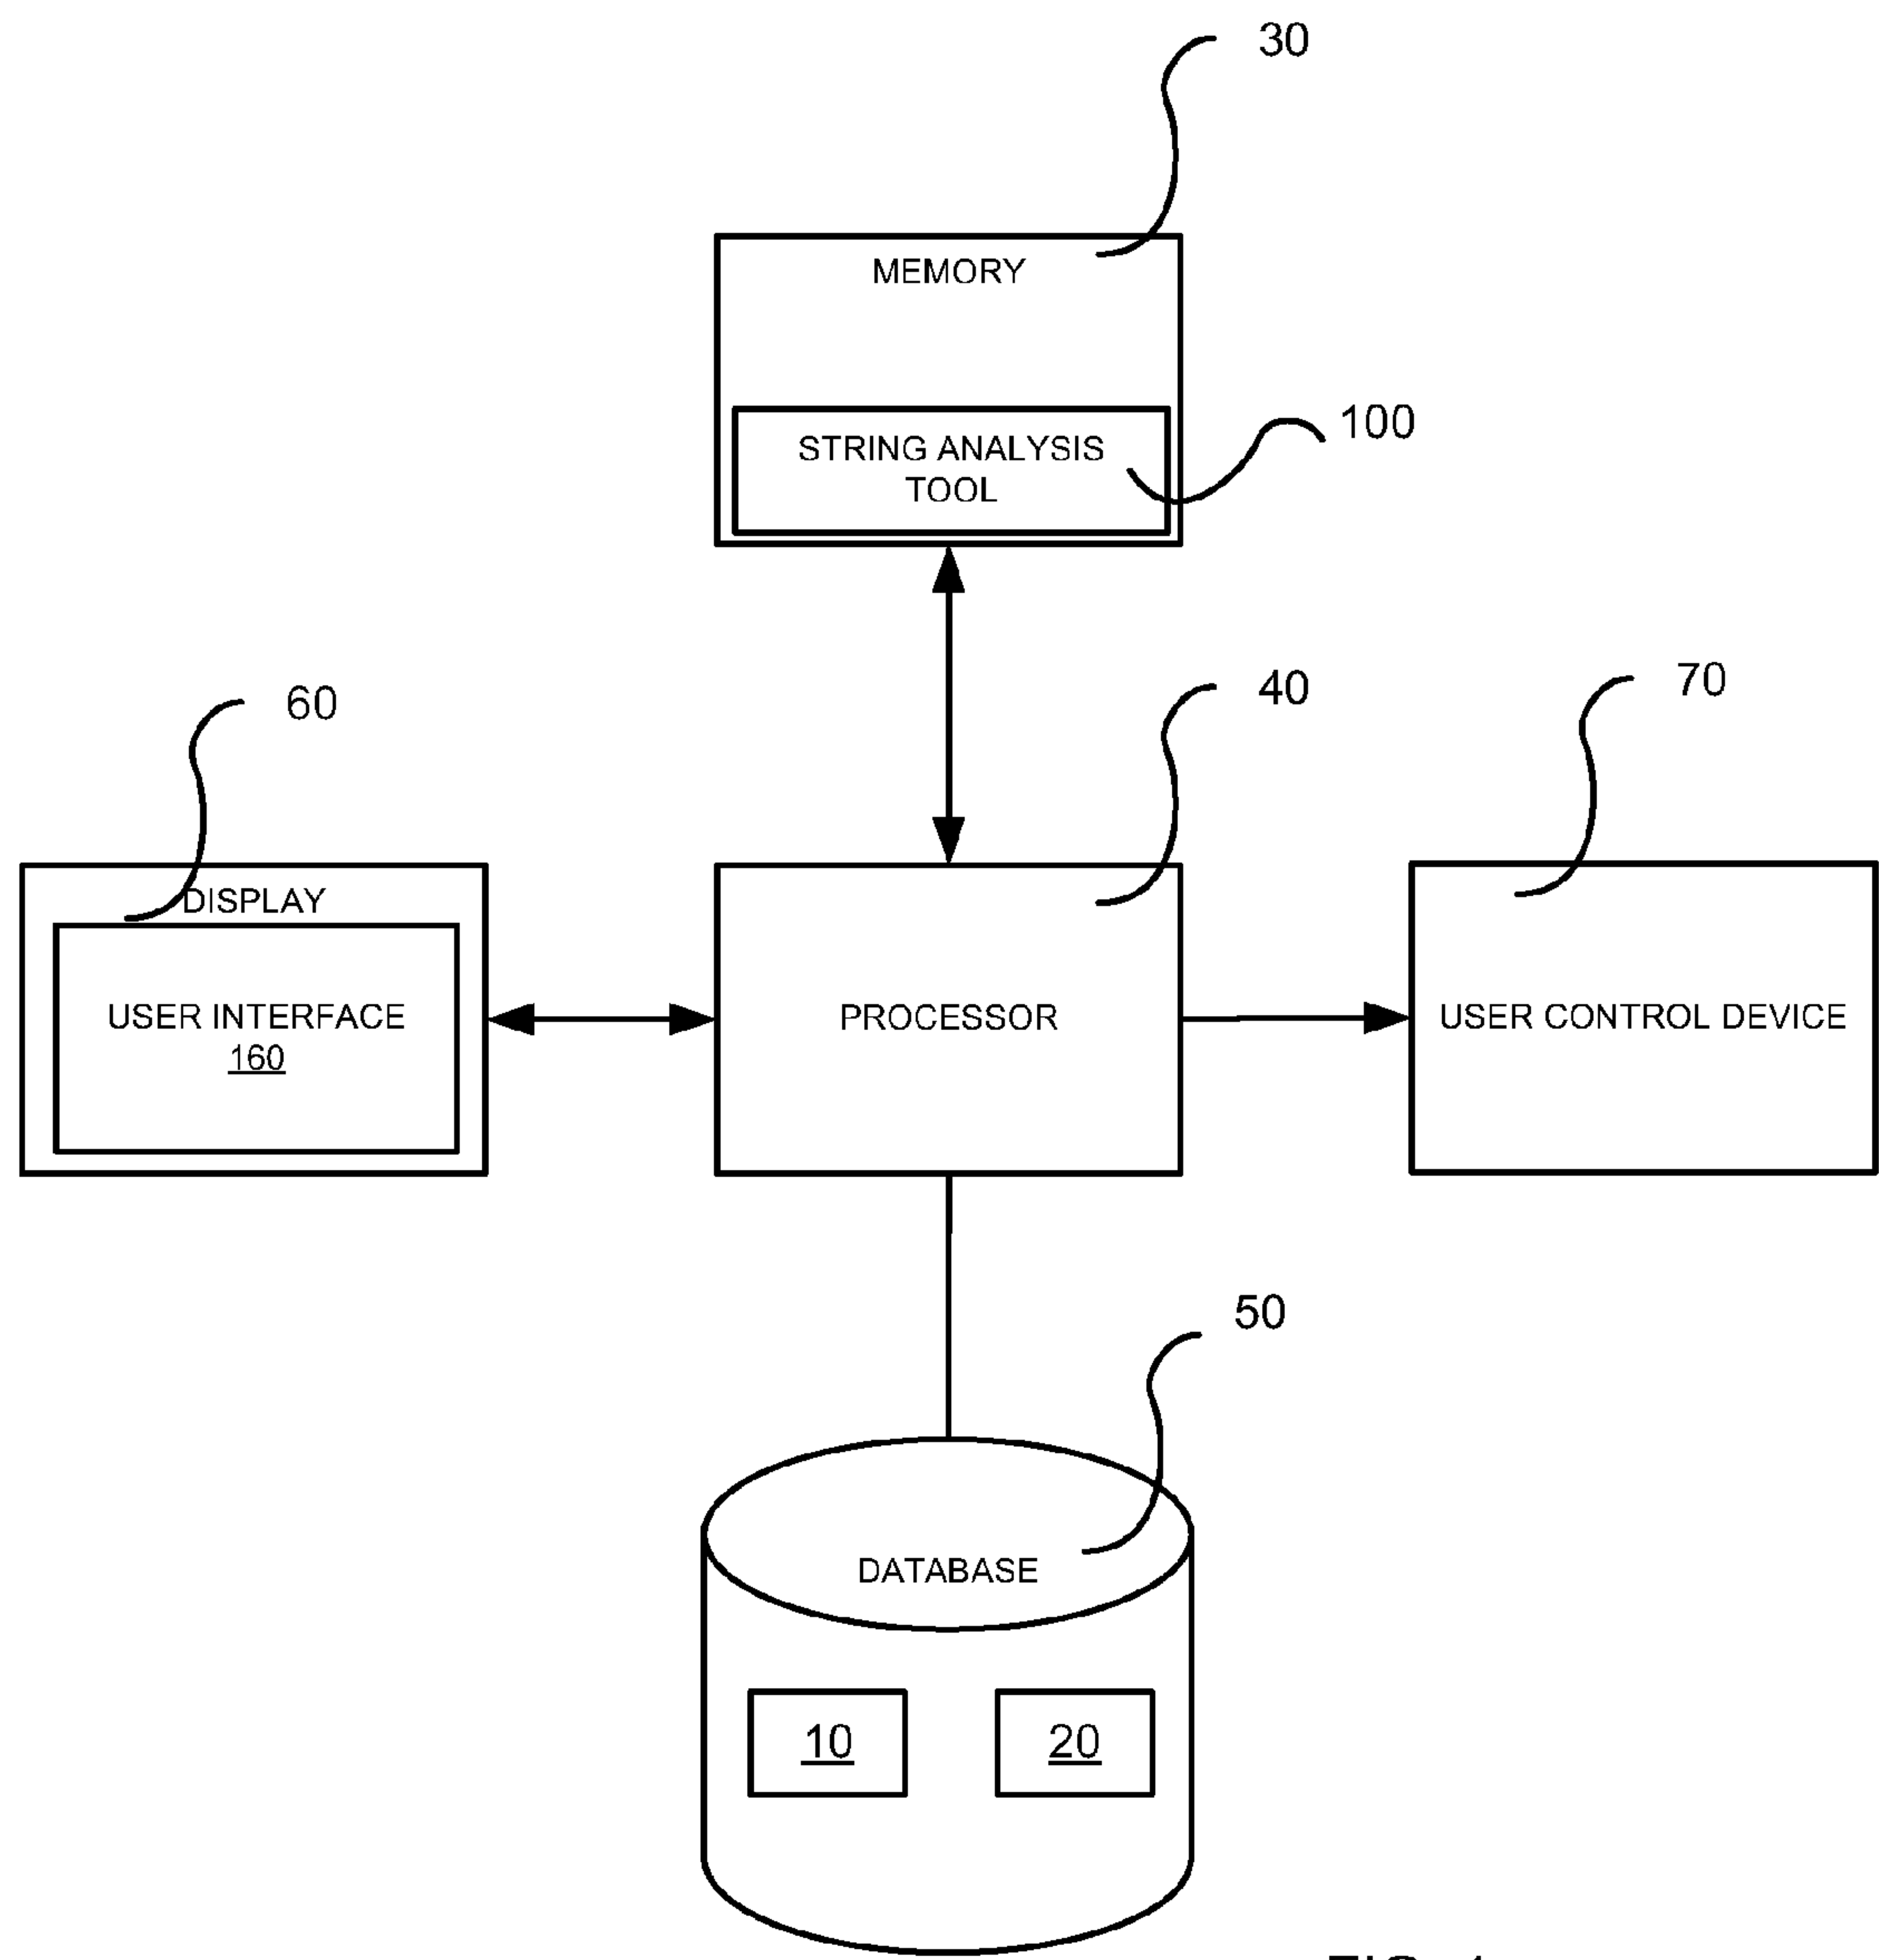 30
MEMORY
STRING ANALYSIS
TOOL
100
60
40
70
DISPLAY
USER INTERFACE
160
PROCESSOR
USER CONTROL DEVICE
50
DATABASE
10
20